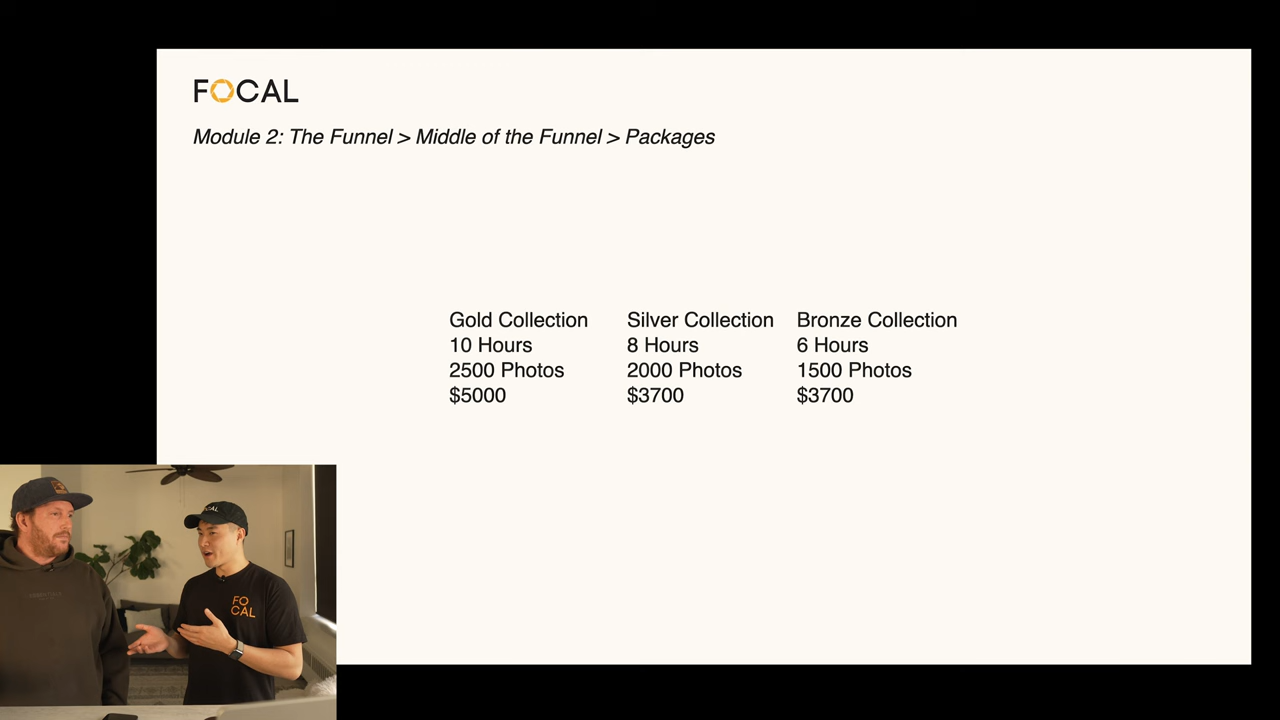 FOCAL
Module 2: The Funnel > Middle of the Funnel > Packages
Gold Collection
10 Hours
2500 Photos
$5000
Silver Collection
8 Hours
2000 Photos
$3700
Bronze Collection
6 Hours
1500 Photos
$3700
FO
CAL